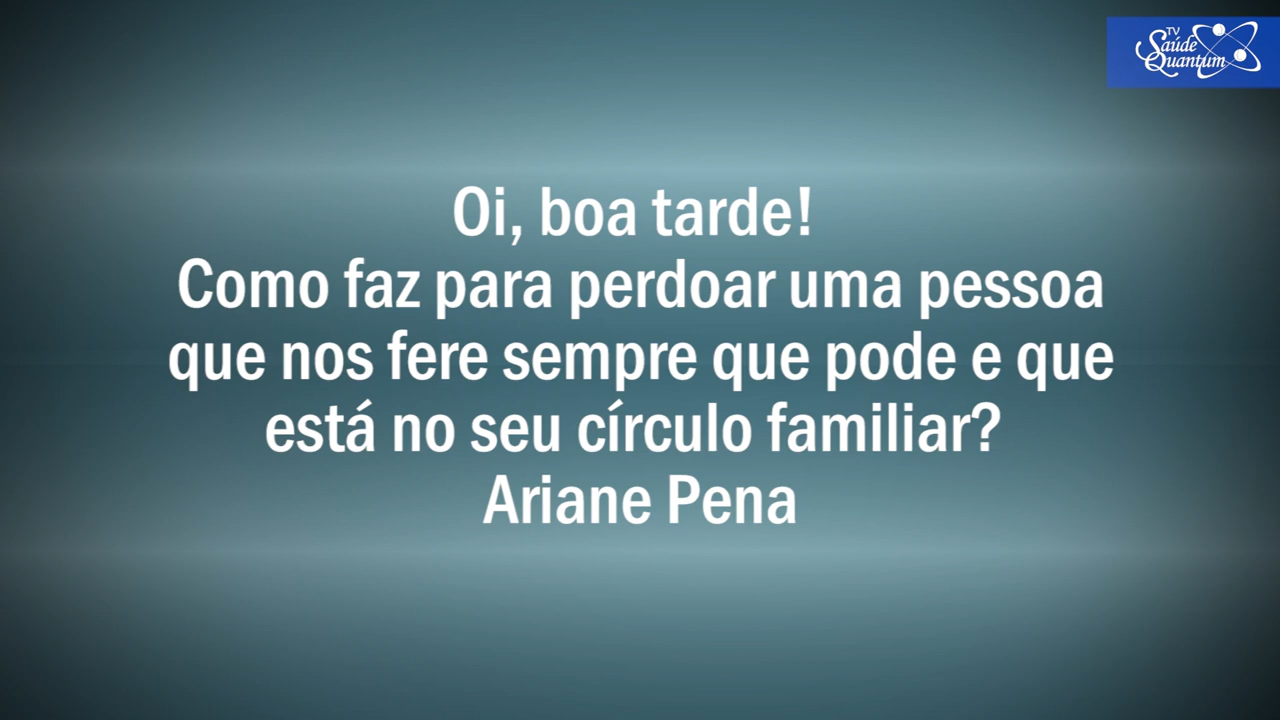 TV
Saúde
Quantum
Oi, boa tarde!
Como faz para perdoar uma pessoa
que nos fere sempre que pode e que
está no seu círculo familiar?
Ariane Pena